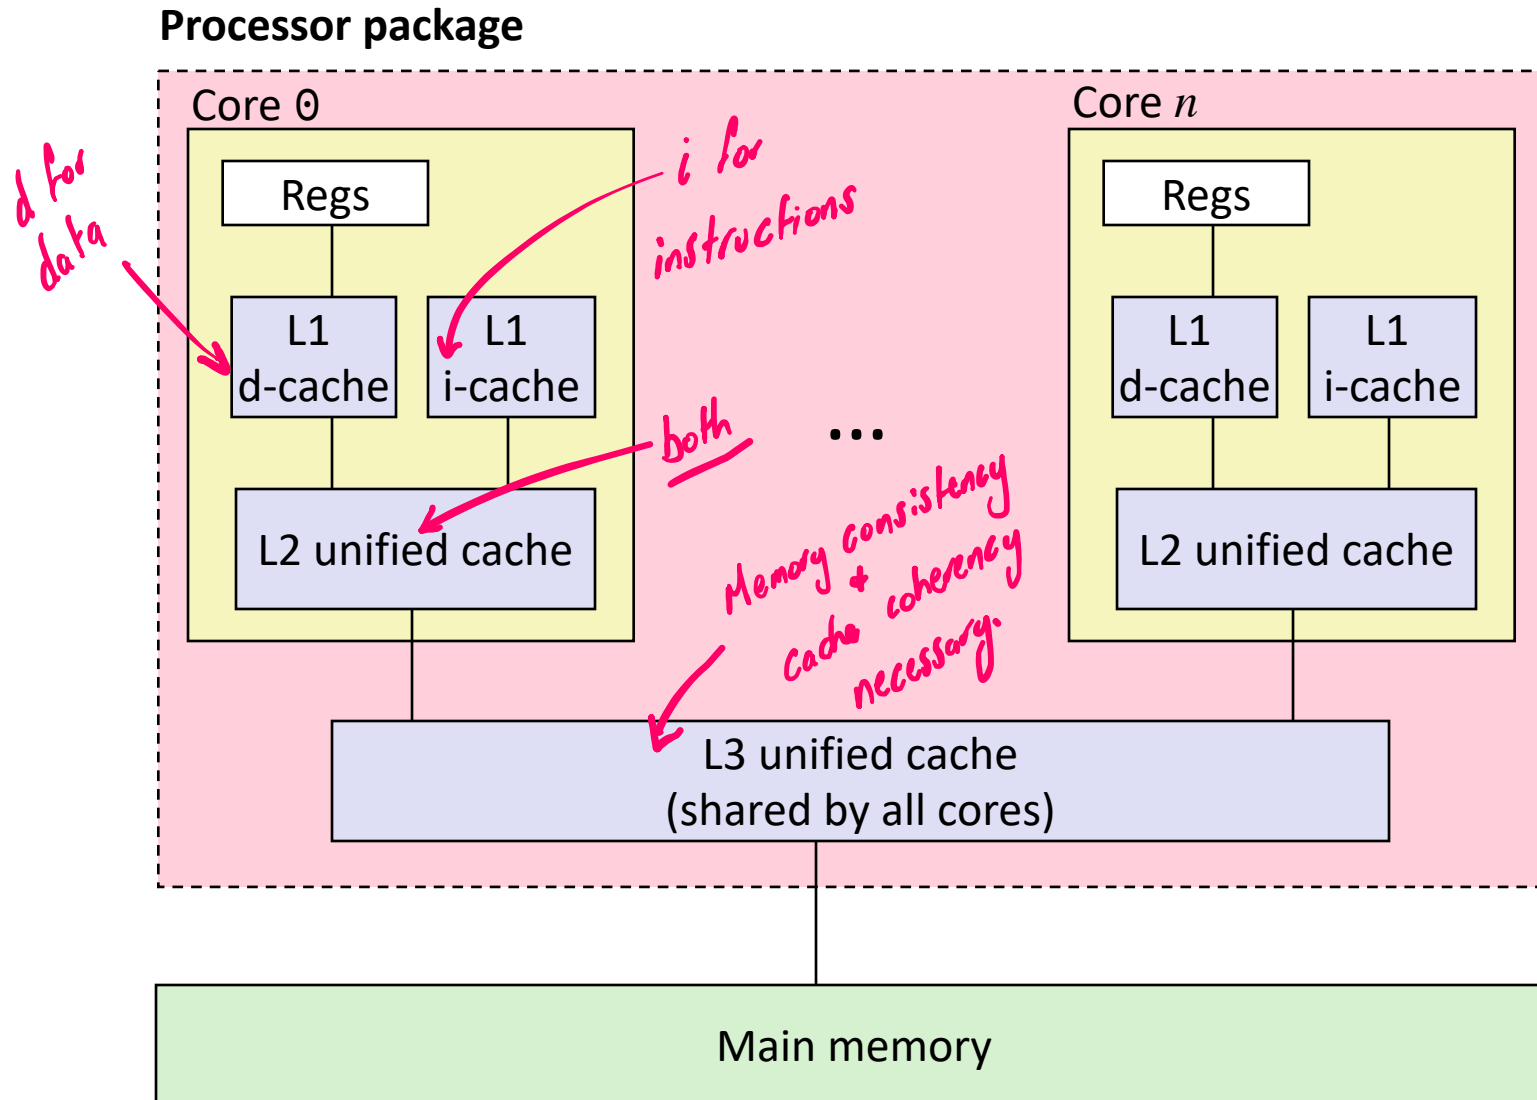 Processor package
Core 0
Core n
d for
data
i for
instructions
Regs
Regs
L1
d-cache
L1
i-cache
L1
d-cache
L1
i-cache
both
...
L2 unified cache
L2 unified cache
Memory consistency
+
cache coherency
necessary.
L3 unified cache
(shared by all cores)
Main memory